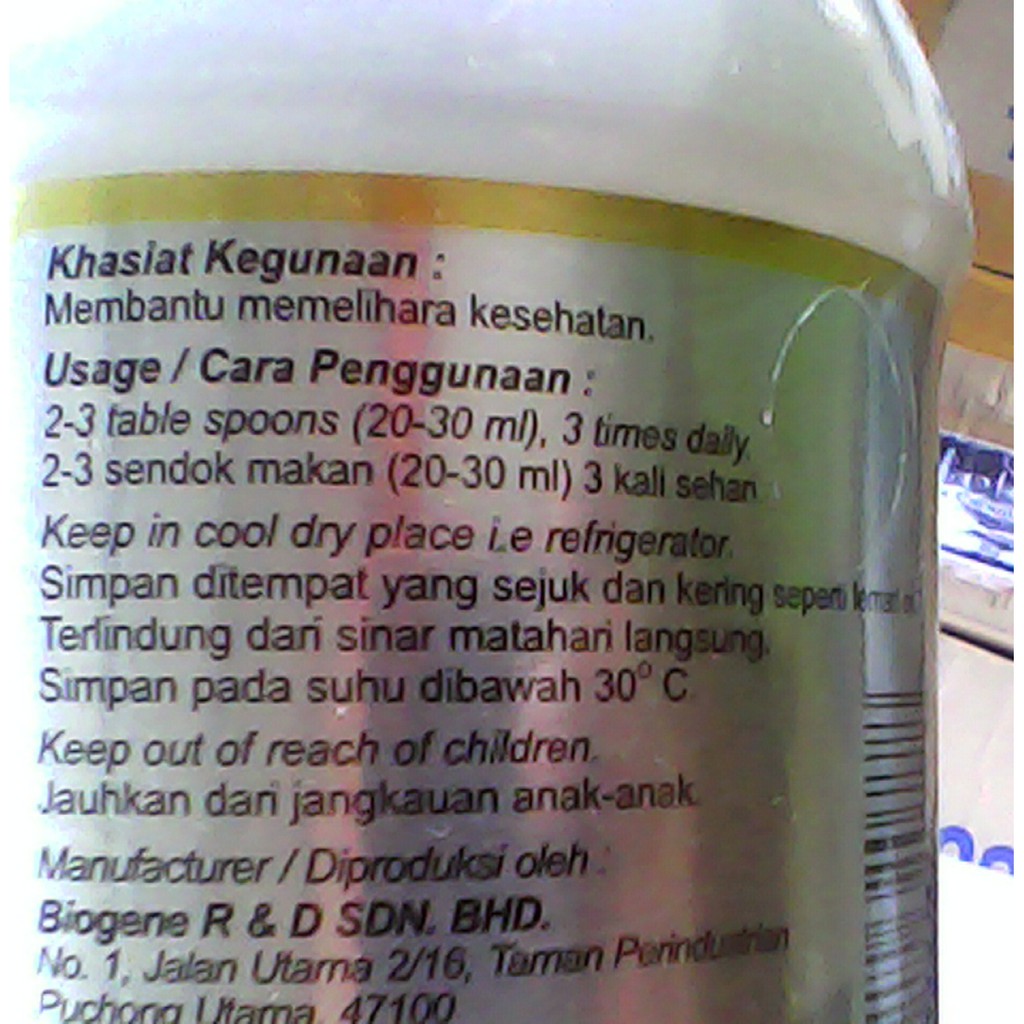 Khasiat Kegunaan :
Membantu memelihara kesehatan.
Usage / Cara Penggunaan :
2-3 table spoons (20-30 ml), 3 times daily.
2-3 sendok makan (20-30 ml) 3 kali sehari
Keep in cool dry place i.e refrigerator.
Simpan ditempat yang sejuk dan kering seperti
Terlindung dari sinar matahari langsung.
Simpan pada suhu dibawah 30° C.
Keep out of reach of children.
Jauhkan dari jangkauan anak-anak.
Manufacturer / Diproduksi oleh :
Biogene R & D SDN. BHD.
No. 1, Jalan Utama 2/16, Taman Perindustrian
Puchong Utama, 47100